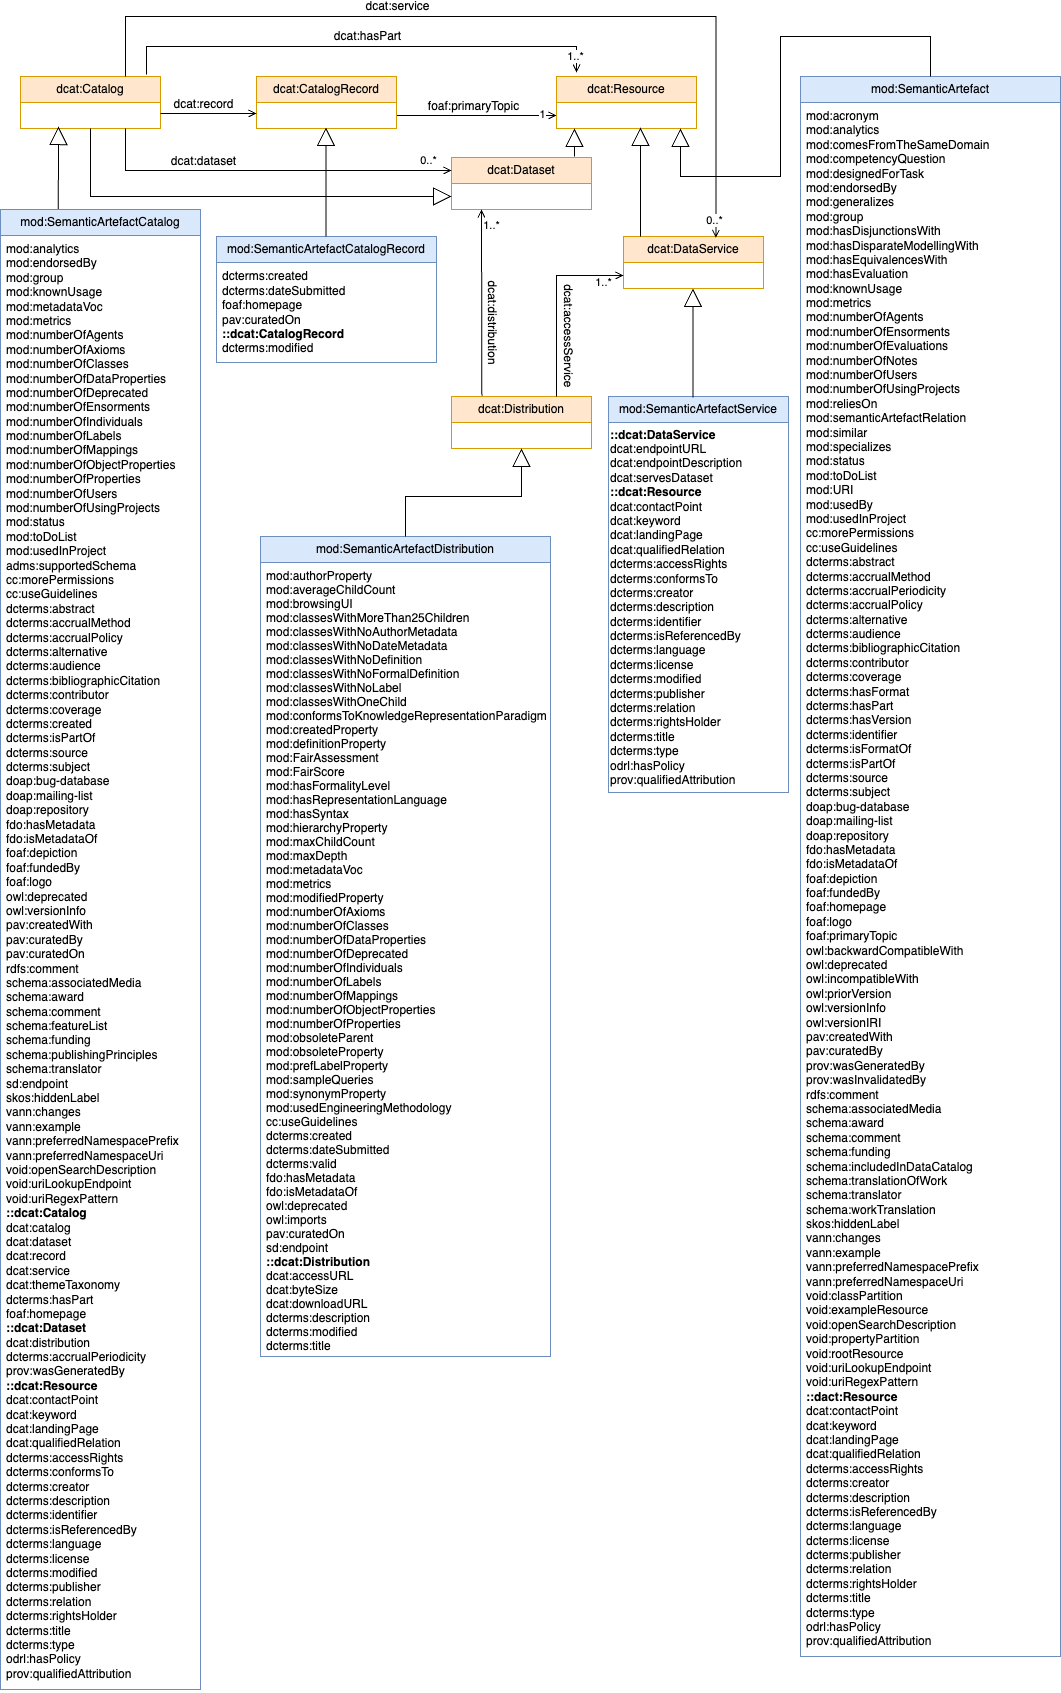 dcat:service
dcat:hasPart
1..*
dcat:Catalog
dcat:record
dcat:CatalogRecord
foaf:primaryTopic
1
dcat:Resource
dcat:dataset
0..*
dcat:Dataset
1..*
dcat:distribution
dcat:accessService
1..*
0..*
dcat:DataService
dcat:Distribution
mod:SemanticArtefactCatalog
mod:analytics
mod:endorsedBy
mod:group
mod:knownUsage
mod:metadataVoc
mod:metrics
mod:numberOfAgents
mod:numberOfAxioms
mod:numberOfClasses
mod:numberOfDataProperties
mod:numberOfDeprecated
mod:numberOfEnsorments
mod:numberOfIndividuals
mod:numberOfLabels
mod:numberOfMappings
mod:numberOfObjectProperties
mod:numberOfProperties
mod:numberOfUsers
mod:numberOfUsingProjects
mod:status
mod:toDoList
mod:usedInProject
adms:supportedSchema
cc:morePermissions
cc:useGuidelines
dcterms:abstract
dcterms:accrualMethod
dcterms:accrualPolicy
dcterms:alternative
dcterms:audience
dcterms:bibliographicCitation
dcterms:contributor
dcterms:coverage
dcterms:created
dcterms:isPartOf
dcterms:source
dcterms:subject
doap:bug-database
doap:mailing-list
doap:repository
fdo:hasMetadata
fdo:isMetadataOf
foaf:depiction
foaf:fundedBy
foaf:logo
owl:deprecated
owl:versionInfo
pav:createdWith
pav:curatedBy
pav:curatedOn
rdfs:comment
schema:associatedMedia
schema:award
schema:comment
schema:featureList
schema:funding
schema:publishingPrinciples
schema:translator
sd:endpoint
skos:hiddenLabel
vann:changes
vann:example
vann:preferredNamespacePrefix
vann:preferredNamespaceUri
void:openSearchDescription
void:uriLookupEndpoint
void:uriRegexPattern
::dcat:Catalog
dcat:catalog
dcat:dataset
dcat:record
dcat:service
dcat:themeTaxonomy
dcterms:hasPart
foaf:homepage
::dcat:Dataset
dcat:distribution
dcterms:accrualPeriodicity
prov:wasGeneratedBy
::dcat:Resource
dcat:contactPoint
dcat:keyword
dcat:landingPage
dcat:qualifiedRelation
dcterms:accessRights
dcterms:conformsTo
dcterms:creator
dcterms:description
dcterms:identifier
dcterms:isReferencedBy
dcterms:language
dcterms:license
dcterms:modified
dcterms:publisher
dcterms:relation
dcterms:rightsHolder
dcterms:title
dcterms:type
odrl:hasPolicy
prov:qualifiedAttribution
mod:SemanticArtefactCatalogRecord
dcterms:created
dcterms:dateSubmitted
foaf:homepage
pav:curatedOn
::dcat:CatalogRecord
dcterms:modified
mod:SemanticArtefactDistribution
mod:authorProperty
mod:averageChildCount
mod:browsingUI
mod:classesWithMoreThan25Children
mod:classesWithNoAuthorMetadata
mod:classesWithNoDateMetadata
mod:classesWithNoDefinition
mod:classesWithNoFormalDefinition
mod:classesWithNoLabel
mod:classesWithOneChild
mod:conformsToKnowledgeRepresentationParadigm
mod:createdProperty
mod:definitionProperty
mod:FairAssessment
mod:FairScore
mod:hasFormalityLevel
mod:hasRepresentationLanguage
mod:hasSyntax
mod:hierarchyProperty
mod:maxChildCount
mod:maxDepth
mod:metadataVoc
mod:metrics
mod:modifiedProperty
mod:numberOfAxioms
mod:numberOfClasses
mod:numberOfDataProperties
mod:numberOfDeprecated
mod:numberOfIndividuals
mod:numberOfLabels
mod:numberOfMappings
mod:numberOfObjectProperties
mod:numberOfProperties
mod:obsoleteParent
mod:obsoleteProperty
mod:prefLabelProperty
mod:sampleQueries
mod:synonymProperty
mod:usedEngineeringMethodology
cc:useGuidelines
dcterms:created
dcterms:dateSubmitted
dcterms:valid
fdo:hasMetadata
fdo:isMetadataOf
owl:deprecated
owl:imports
pav:curatedOn
sd:endpoint
::dcat:Distribution
dcat:accessURL
dcat:byteSize
dcat:downloadURL
dcterms:description
dcterms:modified
dcterms:title
mod:SemanticArtefactService
::dcat:DataService
dcat:endpointURL
dcat:endpointDescription
dcat:servesDataset
::dcat:Resource
dcat:contactPoint
dcat:keyword
dcat:landingPage
dcat:qualifiedRelation
dcterms:accessRights
dcterms:conformsTo
dcterms:creator
dcterms:description
dcterms:identifier
dcterms:isReferencedBy
dcterms:language
dcterms:license
dcterms:modified
dcterms:publisher
dcterms:relation
dcterms:rightsHolder
dcterms:title
dcterms:type
odrl:hasPolicy
prov:qualifiedAttribution
mod:SemanticArtefact
mod:acronym
mod:analytics
mod:comesFromTheSameDomain
mod:competencyQuestion
mod:designedForTask
mod:endorsedBy
mod:generalizes
mod:group
mod:hasDisjunctionsWith
mod:hasDisparateModellingWith
mod:hasEquivalencesWith
mod:hasEvaluation
mod:knownUsage
mod:metrics
mod:numberOfAgents
mod:numberOfEnsorments
mod:numberOfEvaluations
mod:numberOfNotes
mod:numberOfUsers
mod:numberOfUsingProjects
mod:reliesOn
mod:semanticArtefactRelation
mod:similar
mod:specializes
mod:status
mod:toDoList
mod:URI
mod:usedBy
mod:usedInProject
cc:morePermissions
cc:useGuidelines
dcterms:abstract
dcterms:accrualMethod
dcterms:accrualPeriodicity
dcterms:accrualPolicy
dcterms:alternative
dcterms:audience
dcterms:bibliographicCitation
dcterms:contributor
dcterms:coverage
dcterms:hasFormat
dcterms:hasPart
dcterms:hasVersion
dcterms:identifier
dcterms:isFormatOf
dcterms:isPartOf
dcterms:source
dcterms:subject
doap:bug-database
doap:mailing-list
doap:repository
fdo:hasMetadata
fdo:isMetadataOf
foaf:depiction
foaf:fundedBy
foaf:homepage
foaf:logo
foaf:primaryTopic
owl:backwardCompatibleWith
owl:deprecated
owl:incompatibleWith
owl:priorVersion
owl:versionInfo
owl:versionIRI
pav:createdWith
pav:curatedBy
prov:wasGeneratedBy
prov:wasInvalidatedBy
rdfs:comment
schema:associatedMedia
schema:award
schema:comment
schema:funding
schema:includedInDataCatalog
schema:translationOfWork
schema:translator
schema:workTranslation
skos:hiddenLabel
vann:changes
vann:example
vann:preferredNamespacePrefix
vann:preferredNamespaceUri
void:classPartition
void:exampleResource
void:openSearchDescription
void:propertyPartition
void:rootResource
void:uriLookupEndpoint
void:uriRegexPattern
::dact:Resource
dcat:contactPoint
dcat:keyword
dcat:landingPage
dcat:qualifiedRelation
dcterms:accessRights
dcterms:creator
dcterms:description
dcterms:isReferencedBy
dcterms:language
dcterms:license
dcterms:publisher
dcterms:relation
dcterms:rightsHolder
dcterms:title
dcterms:type
odrl:hasPolicy
prov:qualifiedAttribution